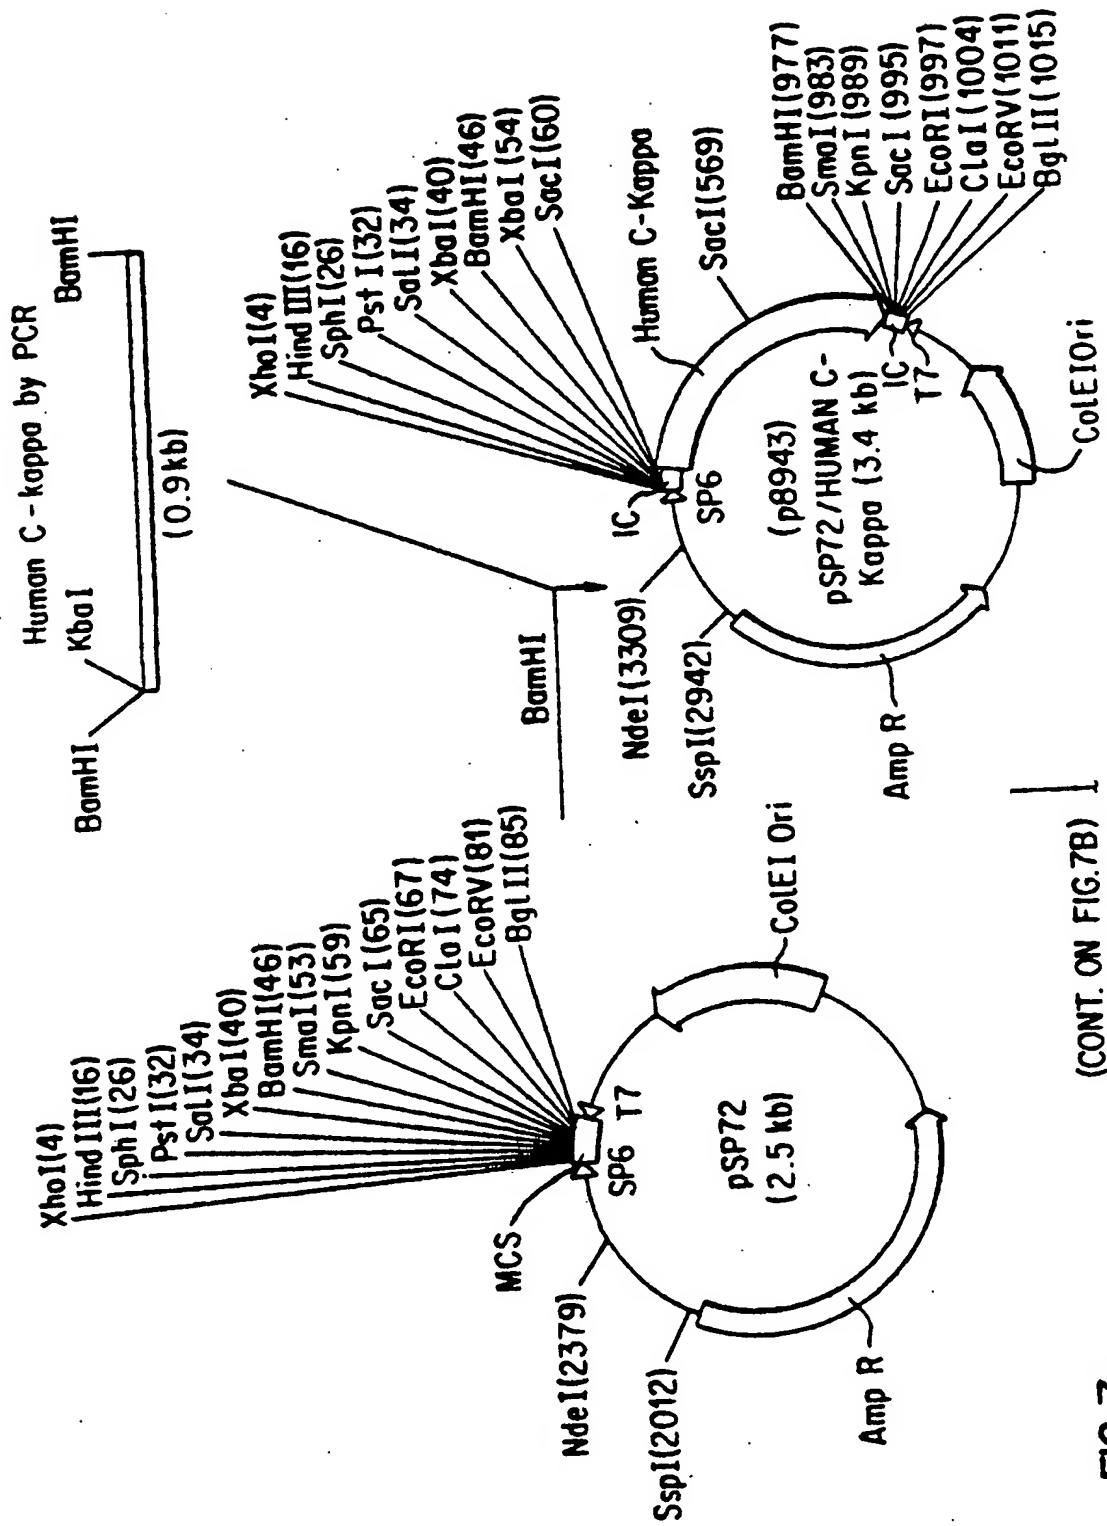 Human C-kappa by PCR
BamHI
KbaI
BamHI
(0.9kb)
BamHI
XhoI(4)
HindIII(16)
SphI(26)
PstI(32)
SalI(34)
XbaI(40)
BamHI(46)
SmaI(53)
KpnI(59)
SacI(65)
EcoRI(67)
ClaI(74)
EcoRV(81)
BglII(85)
MCS
SP6
T7
NdeI(2379)
SspI(2012)
pSP72
(2.5 kb)
ColEI Ori
Amp R
XhoI(4)
HindIII(16)
SphI(26)
PstI(32)
SalI(34)
XbaI(40)
BamHI(46)
XbaI(54)
SacI(60)
IC
SP6
Human C-Kappa
SacI(569)
NdeI(3309)
SspI(2942)
(p8943)
pSP72/HUMAN C-
Kappa (3.4 kb)
IC
T7
BamHI(977)
SmaI(983)
KpnI(989)
SacI(995)
EcoRI(997)
ClaI(1004)
EcoRV(1011)
BglII(1015)
Amp R
ColEIOri
(CONT. ON FIG.7B)